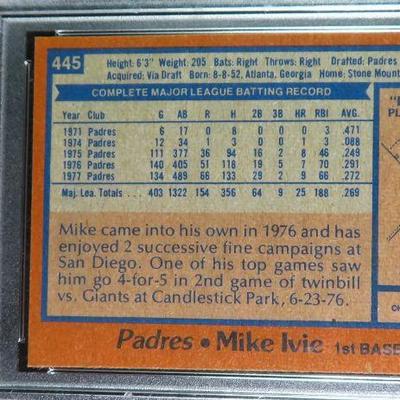 445
Height: 6'3" Weight: 205 Bats: Right Throws: Right Drafted: Padres
Acquired: Via Draft Born: 8-8-52, Atlanta, Georgia Home: Stone Mount
COMPLETE MAJOR LEAGUE BATTING RECORD
Year Club G AB R H 2B 3B HR RBI AVG.
1971 Padres 6 17 0 8 0 0 0 3 .471
1974 Padres 12 34 1 3 0 0 1 3 .088
1975 Padres 111 377 36 94 16 2 8 46 .249
1976 Padres 140 405 51 118 19 5 7 70 .291
1977 Padres 134 489 66 133 29 2 9 66 .272
Maj. Lea. Totals ... 403 1322 154 356 64 9 25 188 .269
Mike came into his own in 1976 and has
enjoyed 2 successive fine campaigns at
San Diego. One of his top games saw
him go 4-for-5 in 2nd game of twinbill
vs. Giants at Candlestick Park, 6-23-76.
Padres • Mike Ivie 1st BASE